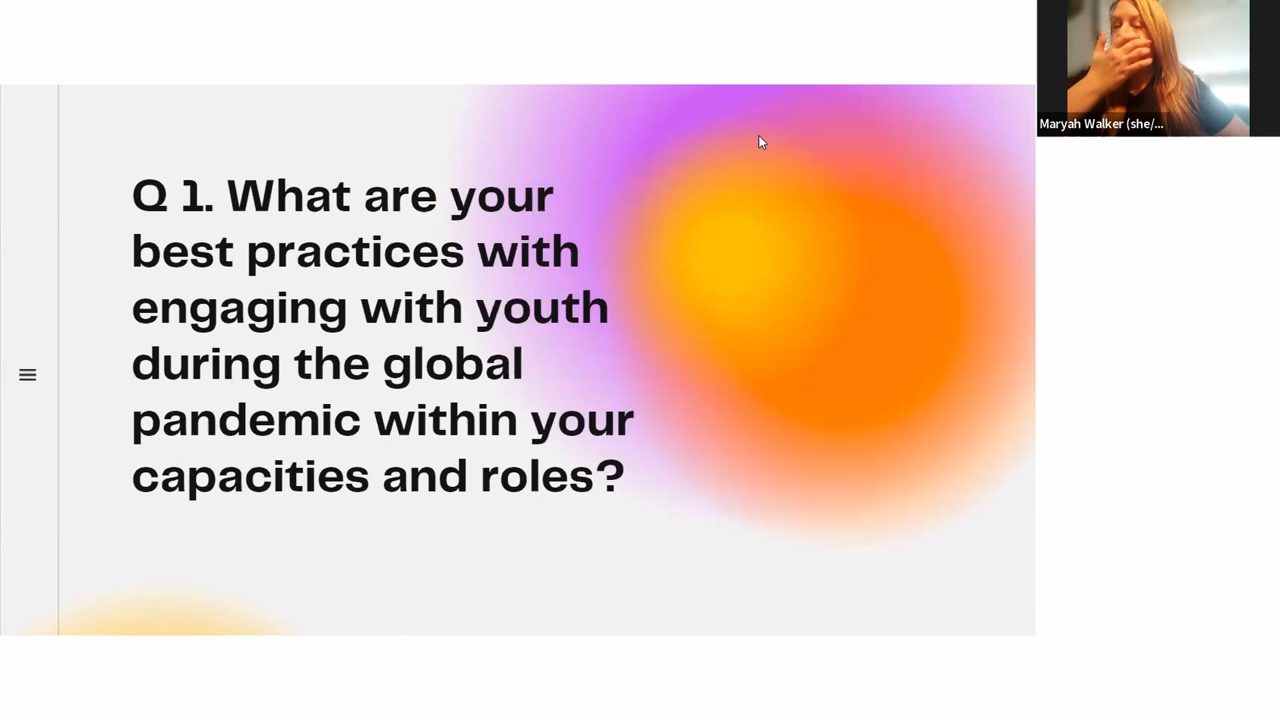 Q 1. What are your
best practices with
engaging with youth
during the global
pandemic within your
capacities and roles?
Maryah Walker (she/...